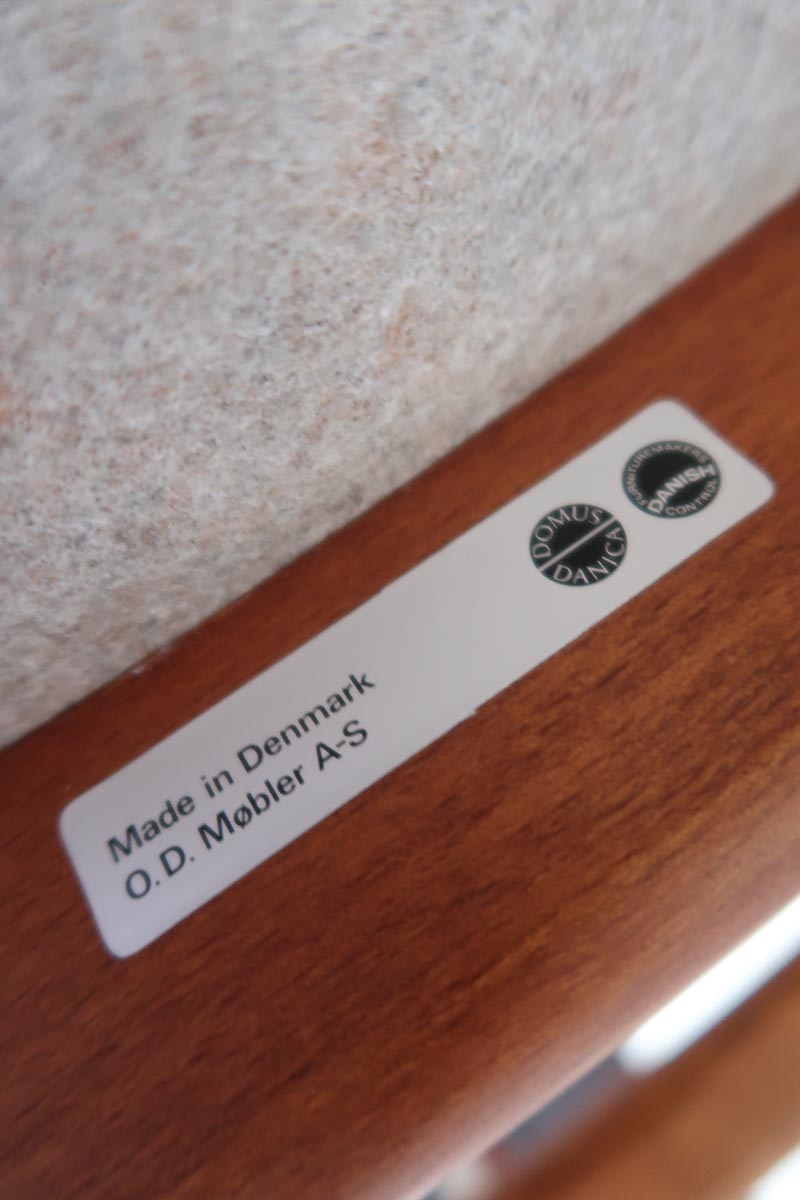 Made in Denmark
O.D. Møbler A-S
DOMUS
DANICA
FURNITUREMAKERS
DANISH
CONTROL